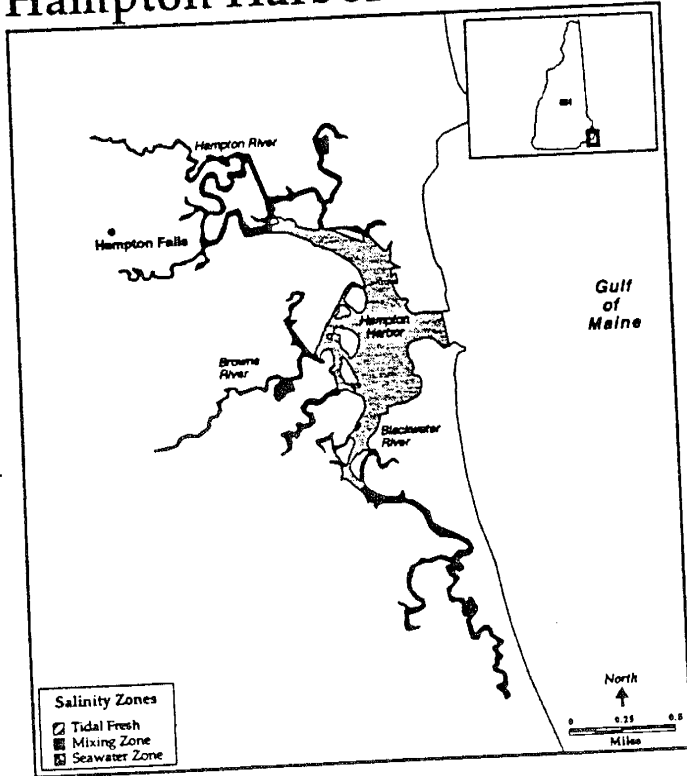 Hampton Harbor
NH
Hampton River
Hampton Falls
Gulf
of
Maine
Hampton
Harbor
Browns
River
Blackwater
River
Salinity Zones
Tidal Fresh
Mixing Zone
Seawater Zone
North
0 0.25 0.5
Miles